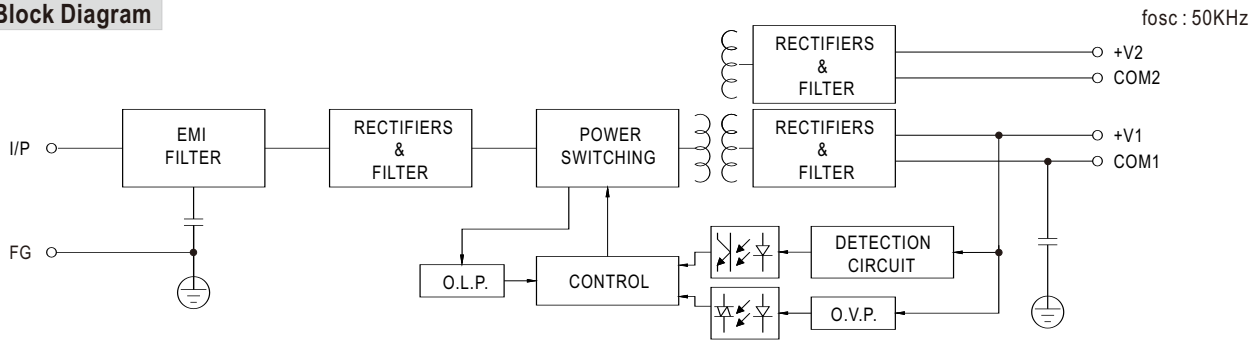 Block Diagram
fosc : 50KHz
RECTIFIERS
&
FILTER
+V2
COM2
I/P
EMI
FILTER
RECTIFIERS
&
FILTER
POWER
SWITCHING
RECTIFIERS
&
FILTER
+V1
COM1
FG
O.L.P.
CONTROL
DETECTION
CIRCUIT
O.V.P.